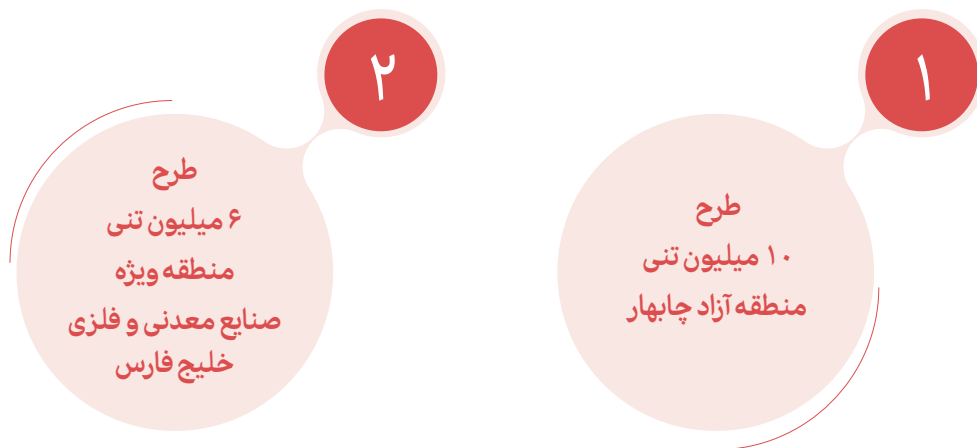 ۱
طرح
۱۰ میلیون تنی
منطقه آزاد چابهار
۲
طرح
۶ میلیون تنی
منطقه ویژه
صنایع معدنی و فلزی
خلیج فارس